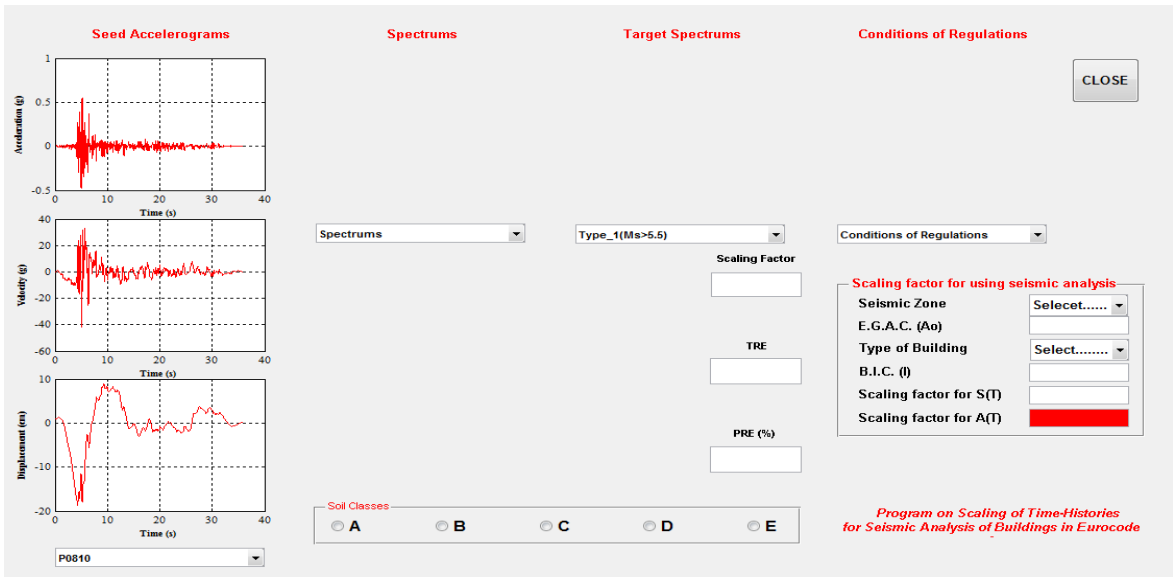 Seed Accelerograms
Spectrums
Target Spectrums
Conditions of Regulations
CLOSE
1
0.5
0
-0.5
Acceleration (g)
0 10 20 30 40
Time (s)
40
20
0
-20
-40
-60
Velocity (g)
0 10 20 30 40
Time (s)
10
0
-10
-20
Displacement (cm)
0 10 20 30 40
Time (s)
P0810
Spectrums
Type_1(Ms>5.5)
Conditions of Regulations
Scaling Factor
TRE
PRE (%)
Scaling factor for using seismic analysis
Seismic Zone Selecet......
E.G.A.C. (Ao)
Type of Building Select........
B.I.C. (I)
Scaling factor for S(T)
Scaling factor for A(T)
Soil Classes
A B C D E
Program on Scaling of Time-Histories
for Seismic Analysis of Buildings in Eurocode